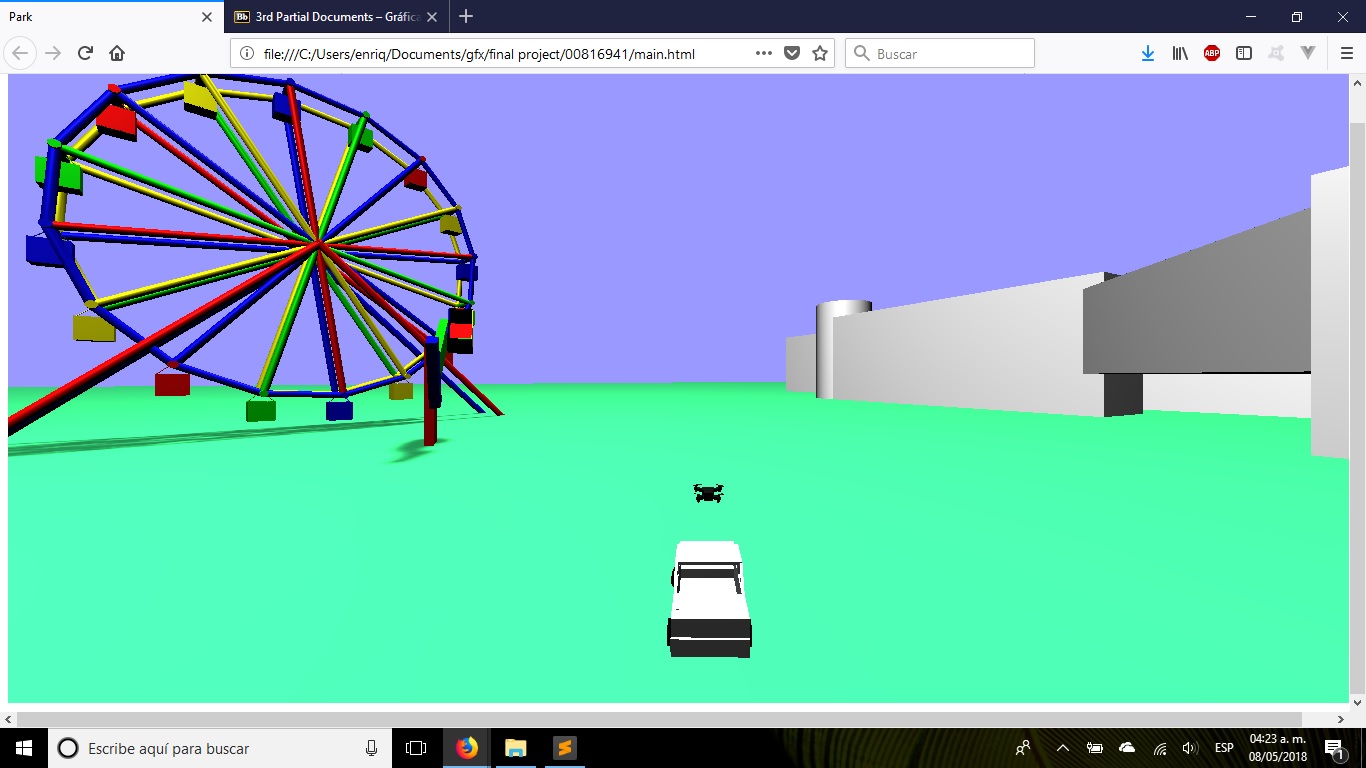 Park
Bb 3rd Partial Documents – Gráfica
file:///C:/Users/enriq/Documents/gfx/final project/00816941/main.html
Buscar
ABP
Escribe aquí para buscar
ESP
04:23 a. m.
08/05/2018
1